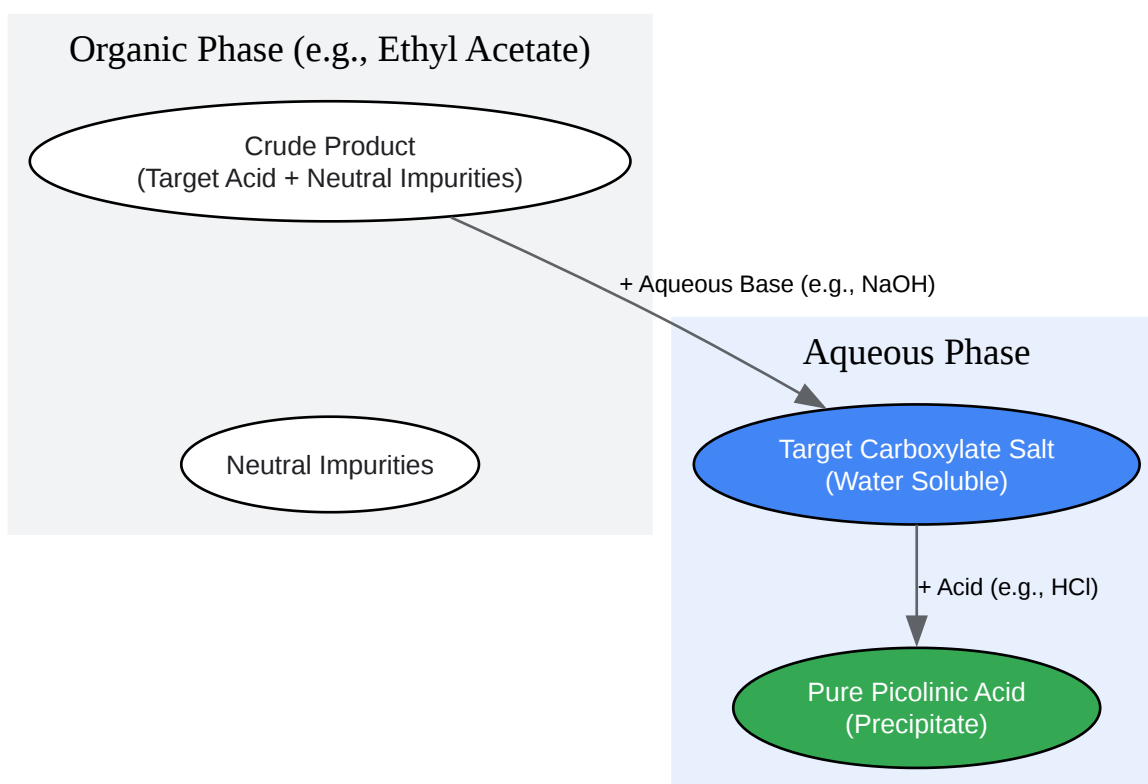 Organic Phase (e.g., Ethyl Acetate)
Crude Product
(Target Acid + Neutral Impurities)
+ Aqueous Base (e.g., NaOH)
Aqueous Phase
Neutral Impurities
Target Carboxylate Salt
(Water Soluble)
+ Acid (e.g., HCl)
Pure Picolinic Acid
(Precipitate)